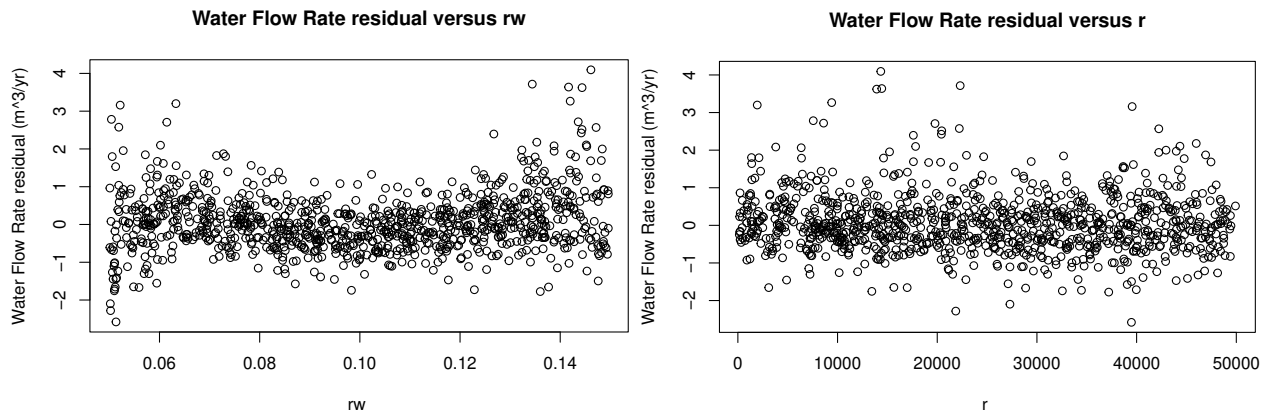 Water Flow Rate residual versus rw
Water Flow Rate residual (m^3/yr)
4
3
2
1
0
−1
−2
0.06 0.08 0.10 0.12 0.14
rw
Water Flow Rate residual versus r
Water Flow Rate residual (m^3/yr)
4
3
2
1
0
−1
−2
0 10000 20000 30000 40000 50000
r